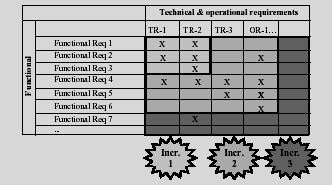 Technical & operational requirements
TR-1 TR-2 TR-3 OR-1...
Functional
Functional Req 1 X X
Functional Req 2 X X X
Functional Req 3 X
Functional Req 4 X X X X
Functional Req 5 X X
Functional Req 6 X
Functional Req 7 X
...
Incr. 1
Incr. 2
Incr. 3